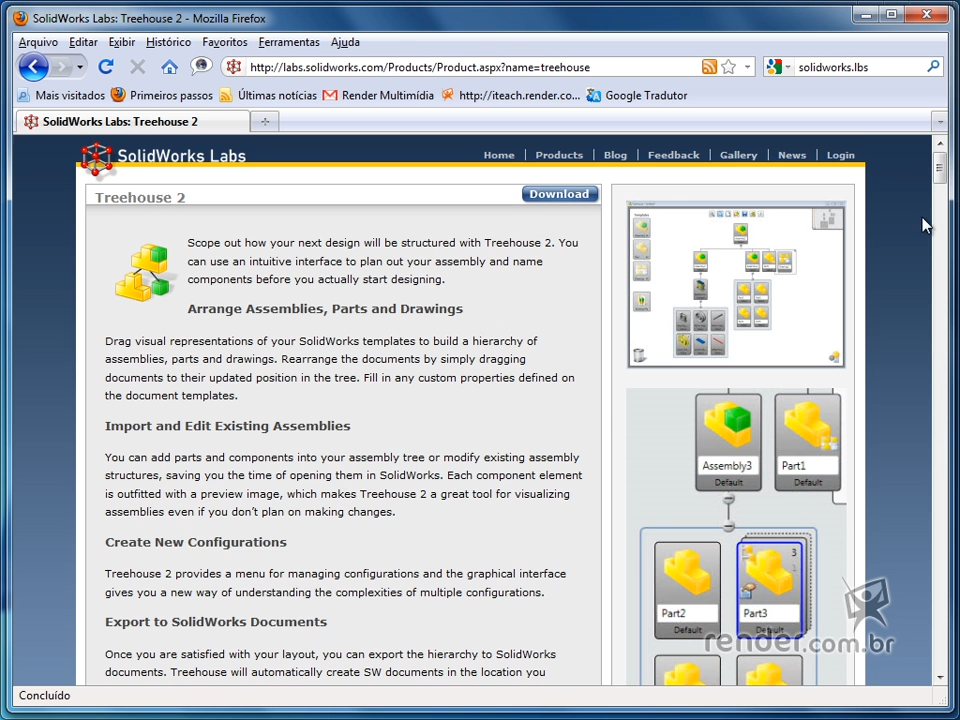 SolidWorks Labs: Treehouse 2 - Mozilla Firefox
Arquivo Editar Exibir Histórico Favoritos Ferramentas Ajuda
http://labs.solidworks.com/Products/Product.aspx?name=treehouse
solidworks.lbs
Mais visitados Primeiros passos Últimas notícias Render Multimídia http://iteach.render.co... Google Tradutor
SolidWorks Labs: Treehouse 2
SolidWorks Labs
Home | Products | Blog | Feedback | Gallery | News | Login
Treehouse 2
Download
Scope out how your next design will be structured with Treehouse 2. You
can use an intuitive interface to plan out your assembly and name
components before you actually start designing.
Arrange Assemblies, Parts and Drawings
Drag visual representations of your SolidWorks templates to build a hierarchy of
assemblies, parts and drawings. Rearrange the documents by simply dragging
documents to their updated position in the tree. Fill in any custom properties defined on
the document templates.
Import and Edit Existing Assemblies
You can add parts and components into your assembly tree or modify existing assembly
structures, saving you the time of opening them in SolidWorks. Each component element
is outfitted with a preview image, which makes Treehouse 2 a great tool for visualizing
assemblies even if you don't plan on making changes.
Create New Configurations
Treehouse 2 provides a menu for managing configurations and the graphical interface
gives you a new way of understanding the complexities of multiple configurations.
Export to SolidWorks Documents
Once you are satisfied with your layout, you can export the hierarchy to SolidWorks
documents. Treehouse will automatically create SW documents in the location you
Assembly3
Default
Part1
Default
3
1
Part2
Default
Part3
Default
render.com.br
Concluído